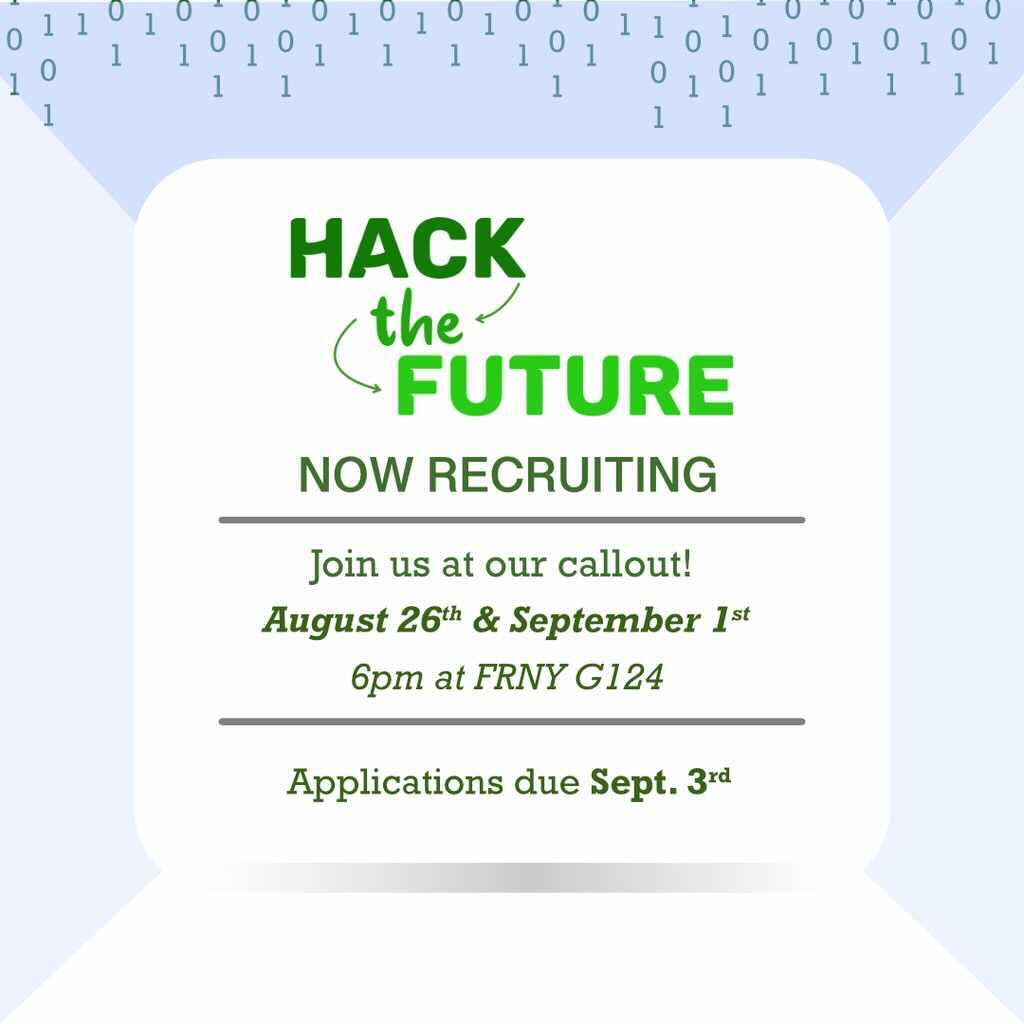 HACK
the
FUTURE
NOW RECRUITING
Join us at our callout!
August 26th & September 1st
6pm at FRNY G124
Applications due Sept. 3rd